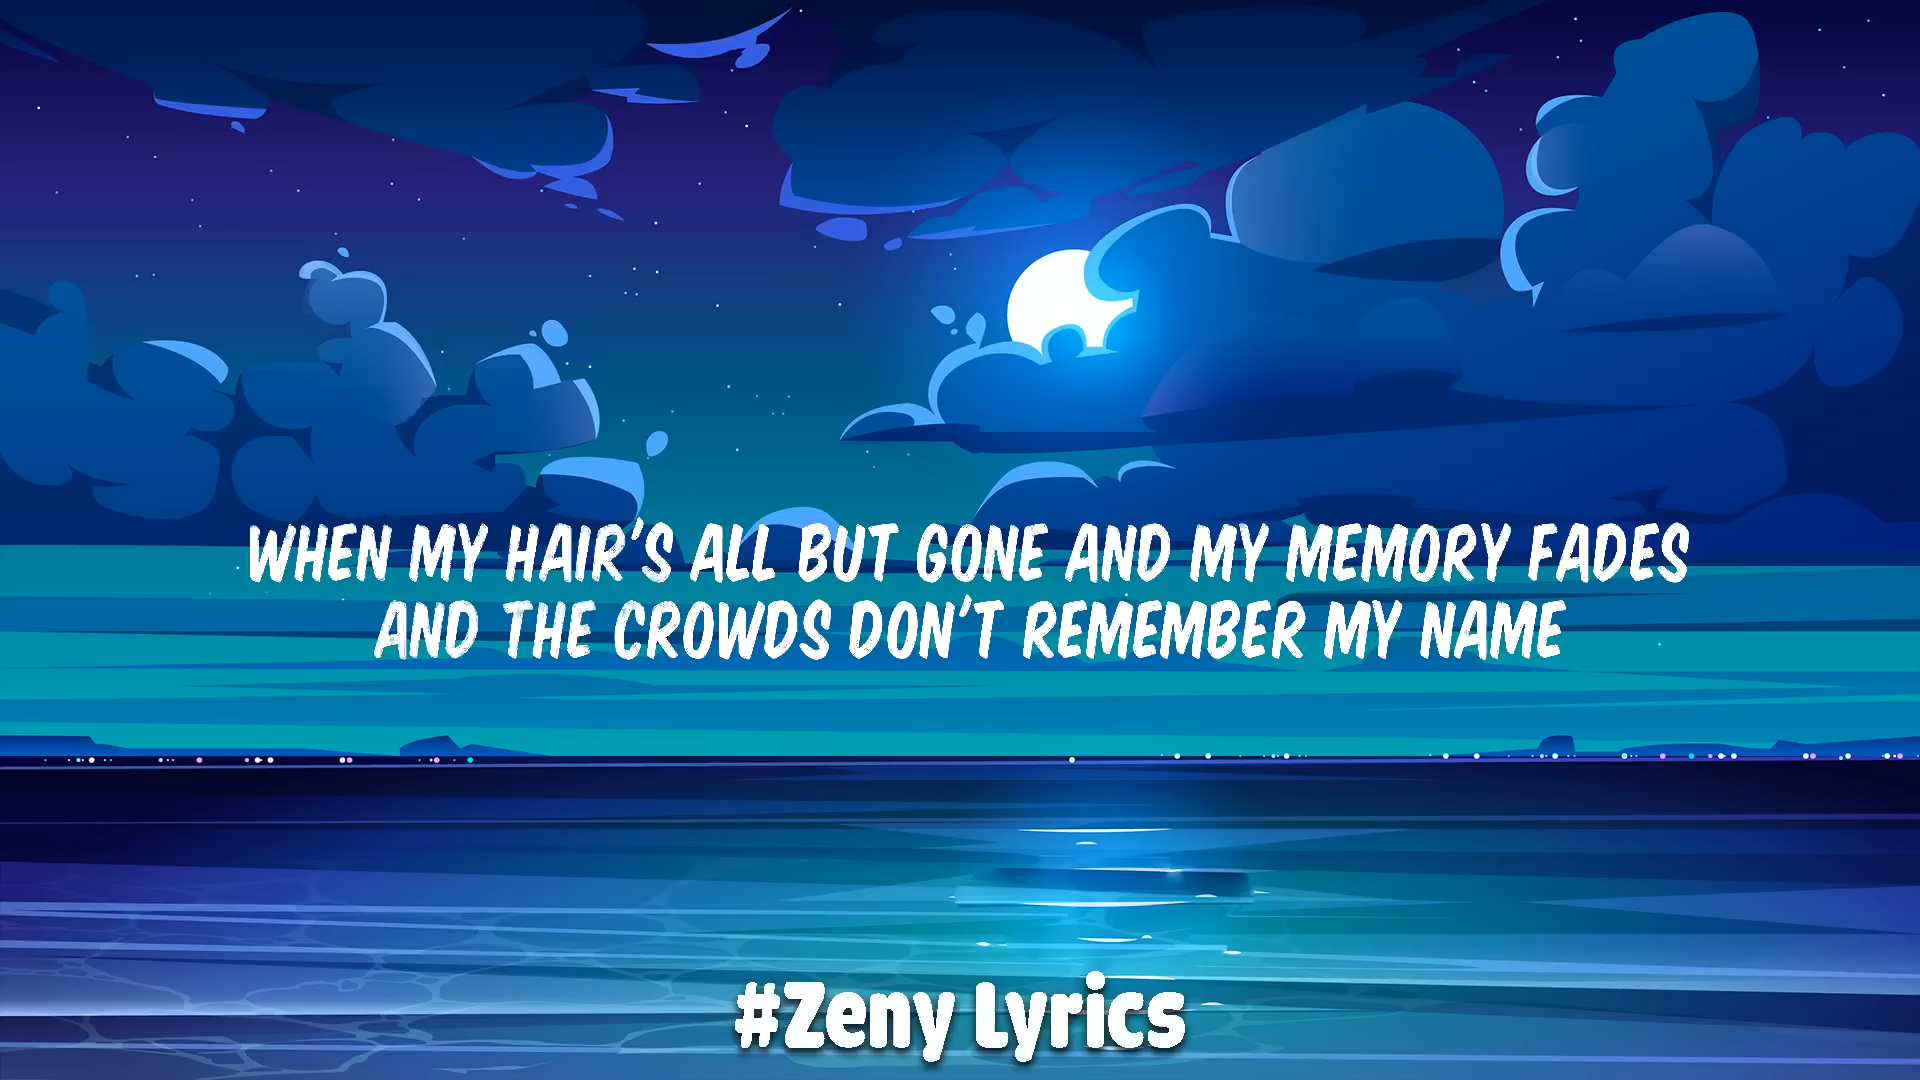 WHEN MY HAIR'S ALL BUT GONE AND MY MEMORY FADES
AND THE CROWDS DON'T REMEMBER MY NAME
#Zeny Lyrics